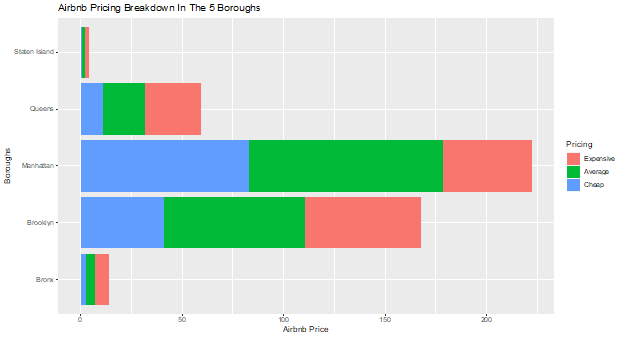 Airbnb Pricing Breakdown In The 5 Boroughs
Boroughs
Staten Island
Queens
Manhattan
Brooklyn
Bronx
0 50 100 150 200
Airbnb Price
Pricing
Expensive
Average
Cheap